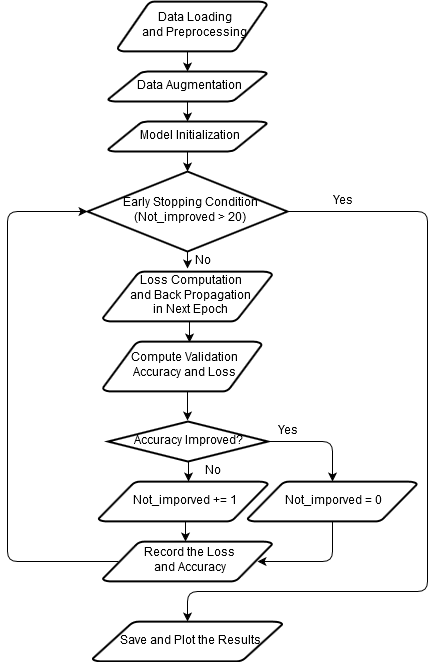 Data Loading
and Preprocessing
Data Augmentation
Model Initialization
Early Stopping Condition
(Not_improved > 20)
Yes
No
Loss Computation
and Back Propagation
in Next Epoch
Compute Validation
Accuracy and Loss
Accuracy Improved?
Yes
No
Not_imporved += 1
Not_imporved = 0
Record the Loss
and Accuracy
Save and Plot the Results